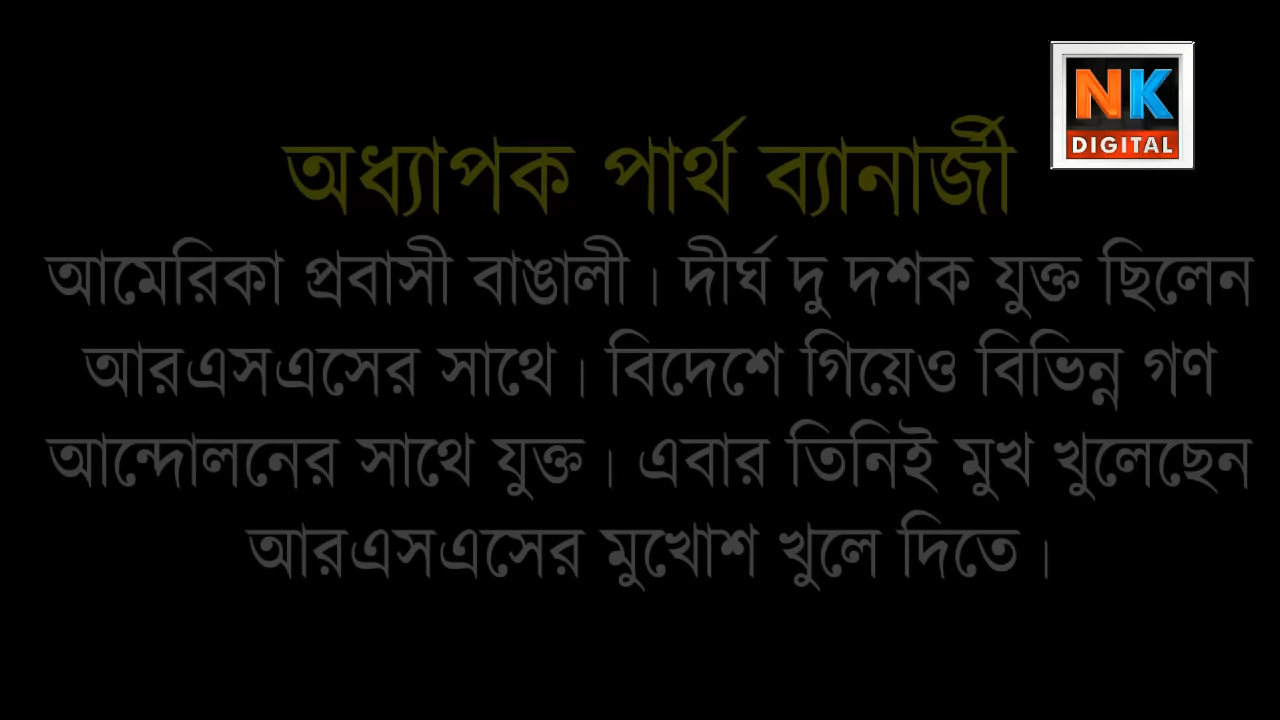 NK
DIGITAL
অধ্যাপক পার্থ ব্যানার্জী
আমেরিকা প্রবাসী বাঙালী। দীর্ঘ দু দশক যুক্ত ছিলেন
আরএসএসের সাথে। বিদেশে গিয়েও বিভিন্ন গণ
আন্দোলনের সাথে যুক্ত। এবার তিনিই মুখ খুলেছেন
আরএসএসের মুখোশ খুলে দিতে।